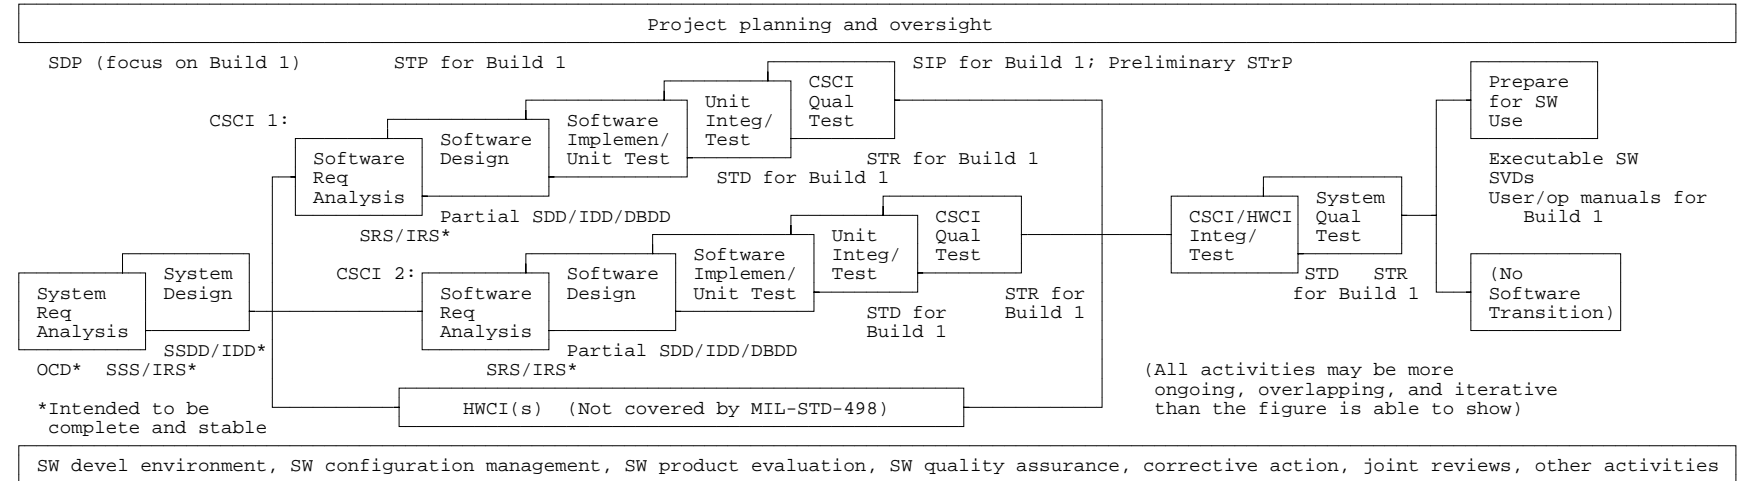 Project planning and oversight
SDP (focus on Build 1)
STP for Build 1
SIP for Build 1; Preliminary STrP
CSCI 1:
Software
Req
Analysis
Software
Design
Software
Implemen/
Unit Test
Unit
Integ/
Test
CSCI
Qual
Test
STR for Build 1
STD for Build 1
Partial SDD/IDD/DBDD
SRS/IRS*
System
Req
Analysis
System
Design
SSDD/IDD*
OCD* SSS/IRS*
*Intended to be
complete and stable
CSCI 2:
Software
Req
Analysis
Software
Design
Software
Implemen/
Unit Test
Unit
Integ/
Test
CSCI
Qual
Test
STR for
Build 1
STD for
Build 1
Partial SDD/IDD/DBDD
SRS/IRS*
HWCI(s) (Not covered by MIL-STD-498)
CSCI/HWCI
Integ/
Test
System
Qual
Test
STD STR
for Build 1
Prepare
for SW
Use
Executable SW
SVDs
User/op manuals for
Build 1
(No
Software
Transition)
(All activities may be more
ongoing, overlapping, and iterative
than the figure is able to show)
SW devel environment, SW configuration management, SW product evaluation, SW quality assurance, corrective action, joint reviews, other activities